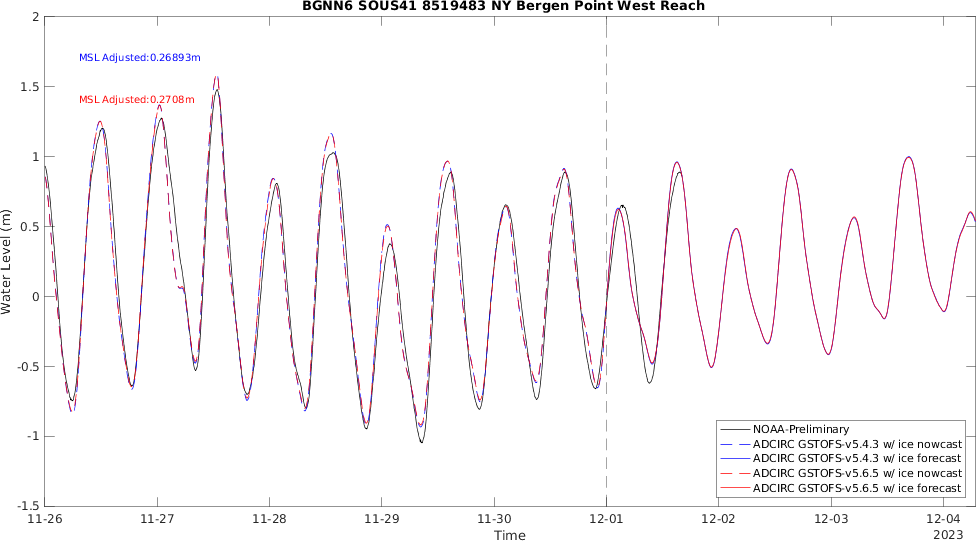 BGNN6 SOUS41 8519483 NY Bergen Point West Reach
MSL Adjusted:0.26893m
MSL Adjusted:0.2708m
Water Level (m)
2
1.5
1
0.5
0
-0.5
-1
-1.5
NOAA-Preliminary
ADCIRC GSTOFS-v5.4.3 w/ ice nowcast
ADCIRC GSTOFS-v5.4.3 w/ ice forecast
ADCIRC GSTOFS-v5.6.5 w/ ice nowcast
ADCIRC GSTOFS-v5.6.5 w/ ice forecast
11-26 11-27 11-28 11-29 11-30 12-01 12-02 12-03 12-04
Time
2023